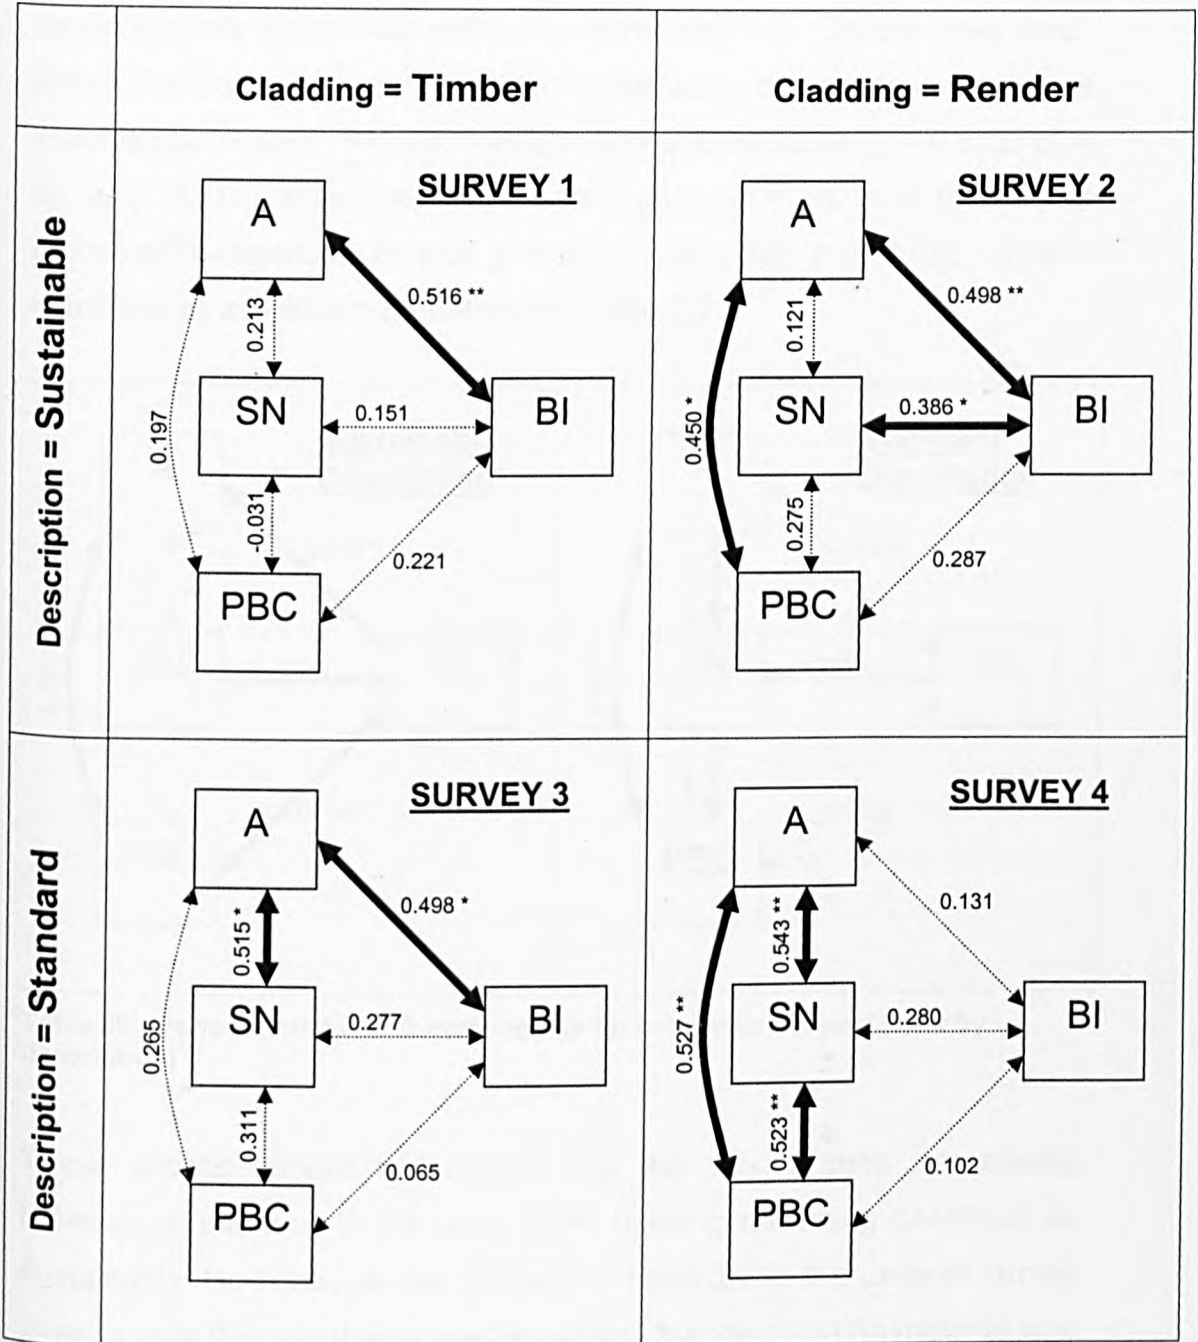 Cladding = Timber
Cladding = Render
Description = Sustainable
SURVEY 1
A
0.516 **
0.213
0.197
SN
0.151
BI
-0.031
0.221
PBC
SURVEY 2
A
0.498 **
0.121
0.450 *
SN
0.386 *
BI
0.275
0.287
PBC
Description = Standard
SURVEY 3
A
0.498 *
0.515 *
0.265
SN
0.277
BI
0.311
0.065
PBC
SURVEY 4
A
0.131
0.543 **
0.527 **
SN
0.280
BI
0.523 **
0.102
PBC